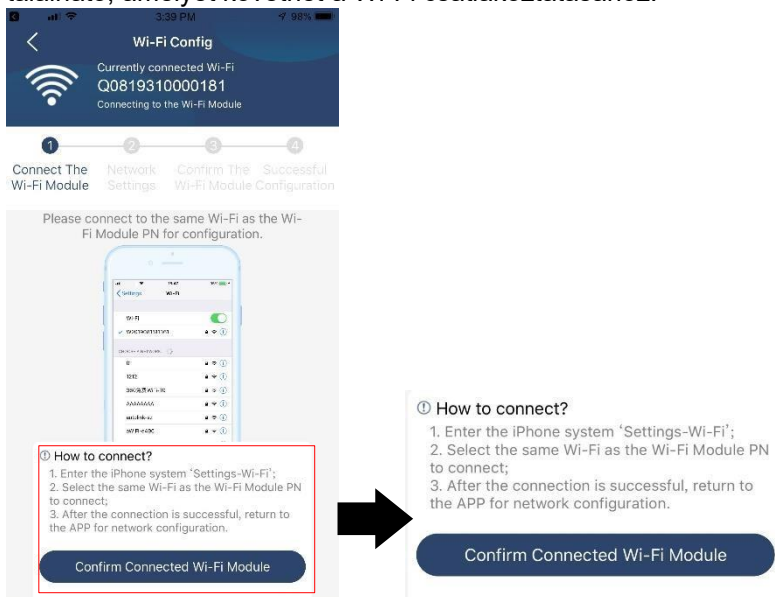 3:39 PM
98%
Wi-Fi Config
Currently connected Wi-Fi
Q0819310000181
Connecting to the Wi-Fi Module
1
2
3
4
Connect The
Wi-Fi Module
Network
Settings
Confirm The
Wi-Fi Module
Successful
Configuration
Please connect to the same Wi-Fi as the Wi-
Fi Module PN for configuration.
Settings
Wi-Fi
Wi-Fi
AAAAAAAA
How to connect?
1. Enter the iPhone system ‘Settings-Wi-Fi’;
2. Select the same Wi-Fi as the Wi-Fi Module PN
to connect;
3. After the connection is successful, return to
the APP for network configuration.
Confirm Connected Wi-Fi Module
How to connect?
1. Enter the iPhone system ‘Settings-Wi-Fi’;
2. Select the same Wi-Fi as the Wi-Fi Module PN
to connect;
3. After the connection is successful, return to
the APP for network configuration.
Confirm Connected Wi-Fi Module